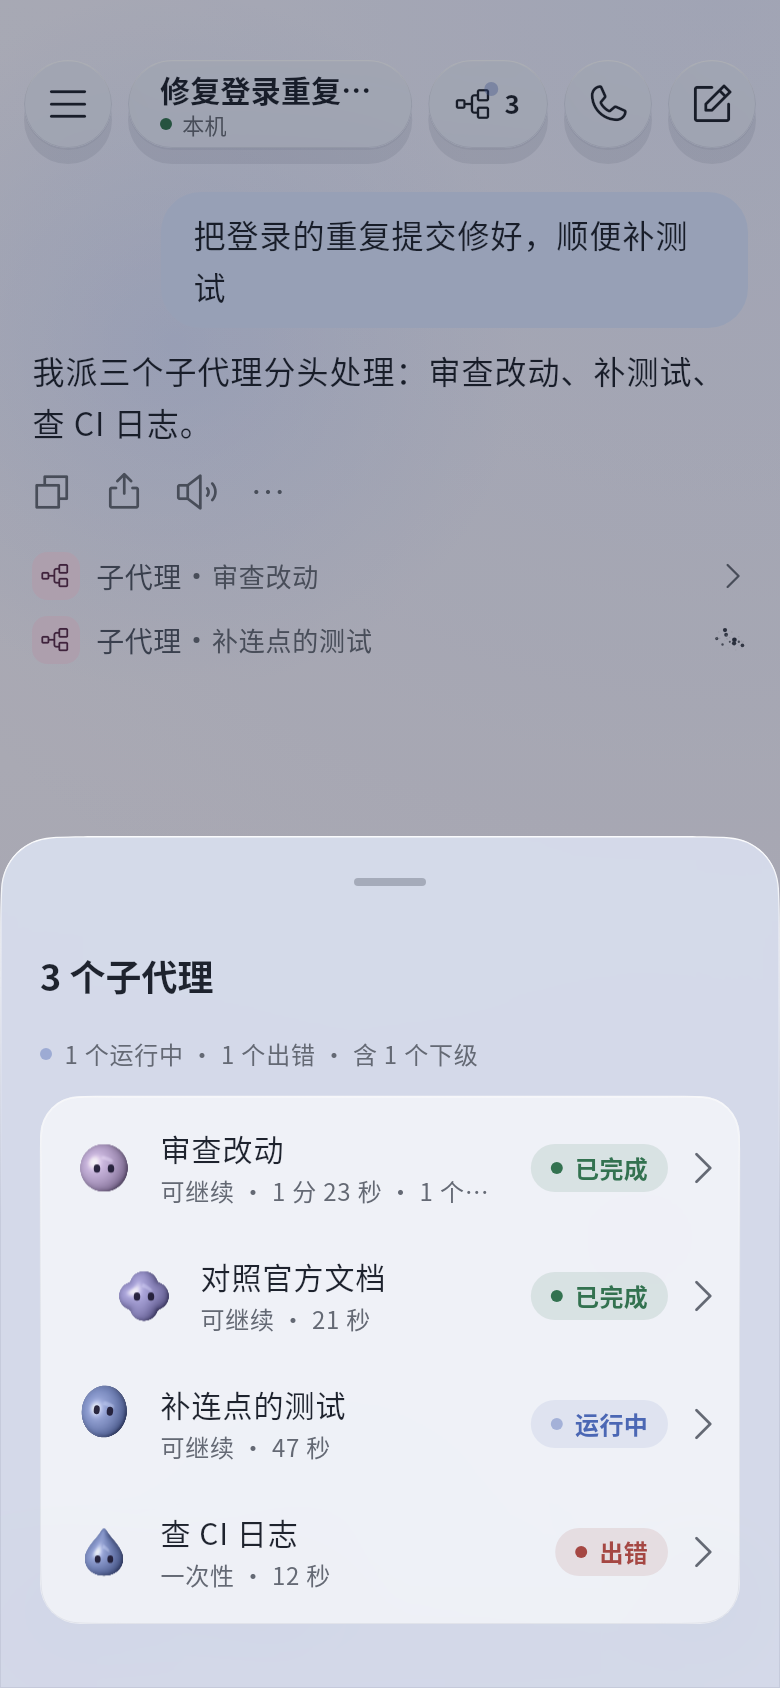 修复登录重复…
本机
3
把登录的重复提交修好，顺便补测
试
我派三个子代理分头处理：审查改动、补测试、
查 CI 日志。
子代理 • 审查改动
子代理 • 补连点的测试
3 个子代理
1 个运行中 • 1 个出错 • 含 1 个下级
审查改动
可继续 • 1 分 23 秒 • 1 个…
已完成
对照官方文档
可继续 • 21 秒
已完成
补连点的测试
可继续 • 47 秒
运行中
查 CI 日志
一次性 • 12 秒
出错